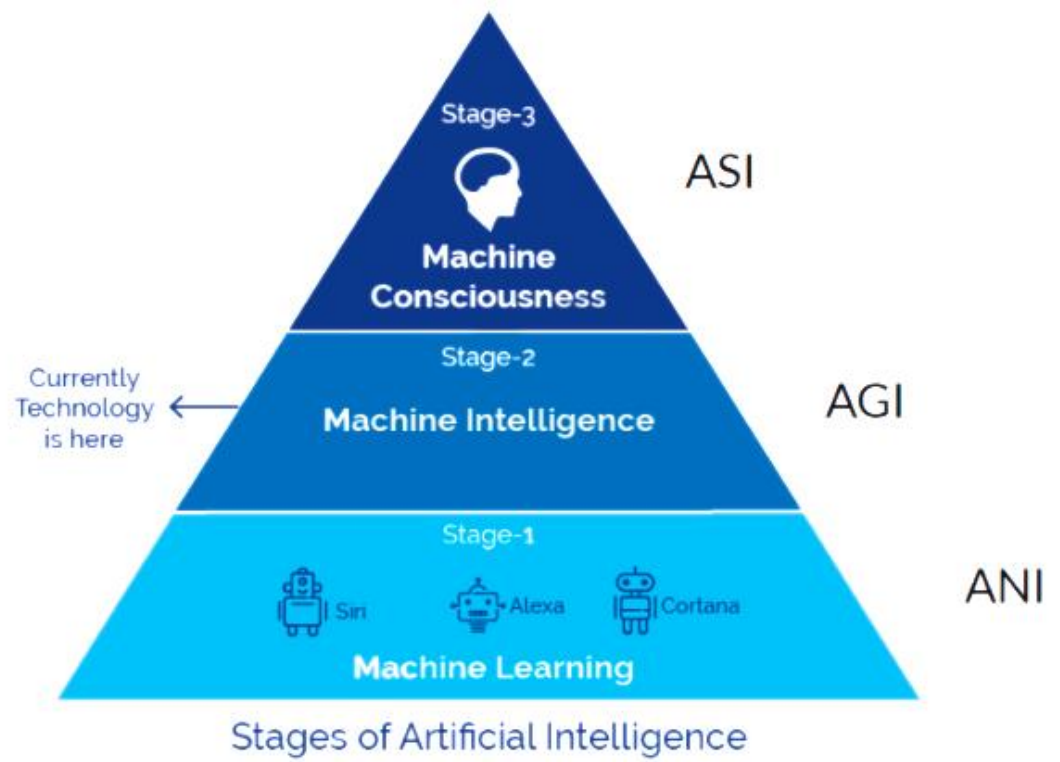 Stage-3
ASI
Machine
Consciousness
Stage-2
Currently
Technology
is here
Machine Intelligence
AGI
Stage-1
Siri
Alexa
Cortana
ANI
Machine Learning
Stages of Artificial Intelligence